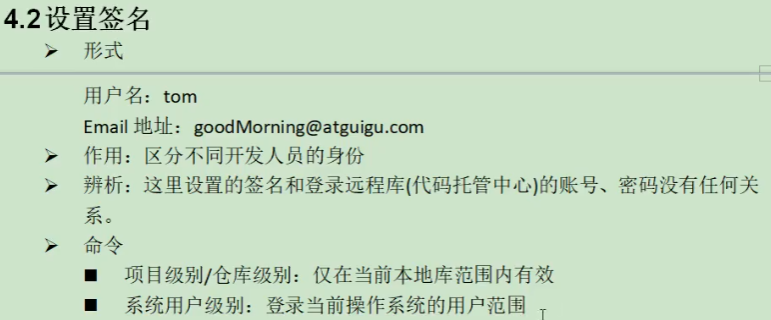 4.2设置签名
➢ 形式
用户名：tom
Email 地址：goodMorning@atguigu.com
➢ 作用：区分不同开发人员的身份
➢ 辨析：这里设置的签名和登录远程库(代码托管中心)的账号、密码没有任何关
系。
➢ 命令
■ 项目级别/仓库级别：仅在当前本地库范围内有效
■ 系统用户级别：登录当前操作系统的用户范围